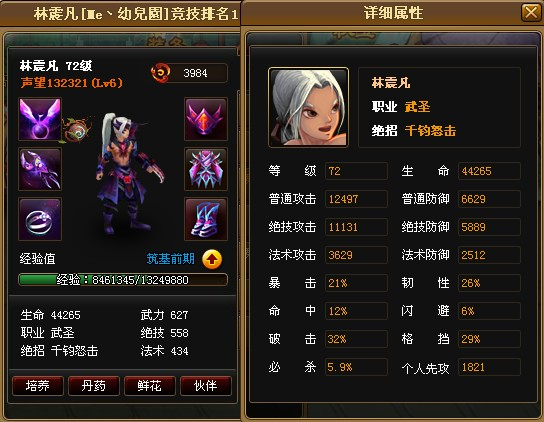 林震凡[Me丶幼兒園]竞技排名1
林震凡 72级
声望132321(Lv6)
3984
经验值
筑基前期
经验：8461345/13249880
生命 44265
武力 627
职业 武圣
绝技 558
绝招 千钧怒击
法术 434
培养
丹药
鲜花
伙伴
详细属性
林震凡
职业 武圣
绝招 千钧怒击
等级 72
生命 44265
普通攻击 12497
普通防御 6629
绝技攻击 11131
绝技防御 5889
法术攻击 3629
法术防御 2512
暴击 21%
韧性 26%
命中 12%
闪避 6%
破击 32%
格挡 29%
必杀 5.9%
个人先攻 1821